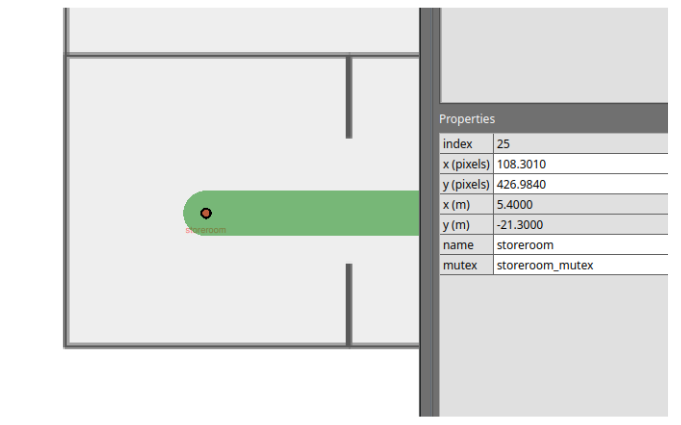 Properties
index 25
x (pixels) 108.3010
y (pixels) 426.9840
x (m) 5.4000
y (m) -21.3000
name storeroom
mutex storeroom_mutex
storeroom